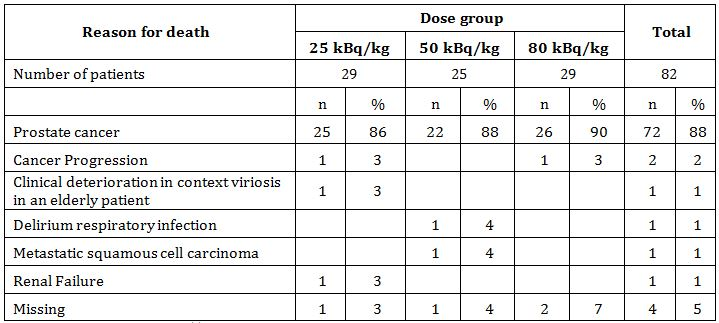 Reason for death Dose group Total
25 kBq/kg 50 kBq/kg 80 kBq/kg
Number of patients 29 25 29 82
n % n % n % n %
Prostate cancer 25 86 22 88 26 90 72 88
Cancer Progression 1 3 1 3 2 2
Clinical deterioration in context viriosis
in an elderly patient 1 3 1 1
Delirium respiratory infection 1 4 1 1
Metastatic squamous cell carcinoma 1 4 1 1
Renal Failure 1 3 1 1
Missing 1 3 1 4 2 7 4 5